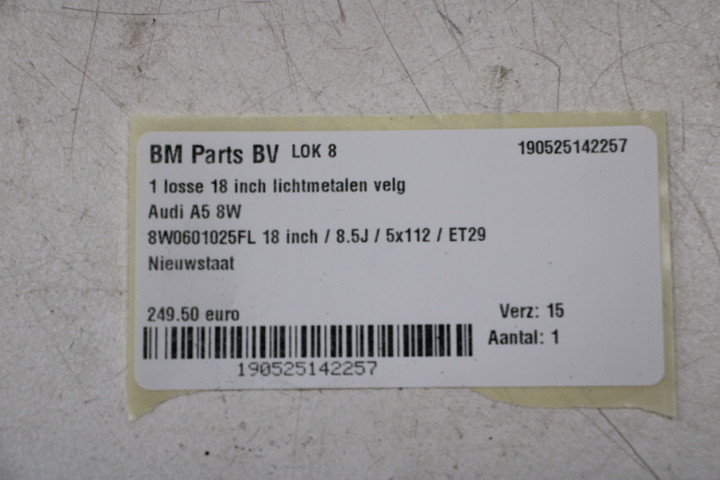 BM Parts BV LOK 8 190525142257
1 losse 18 inch lichtmetalen velg
Audi A5 8W
8W0601025FL 18 inch / 8.5J / 5x112 / ET29
Nieuwstaat
249.50 euro Verz: 15
Aantal: 1
190525142257